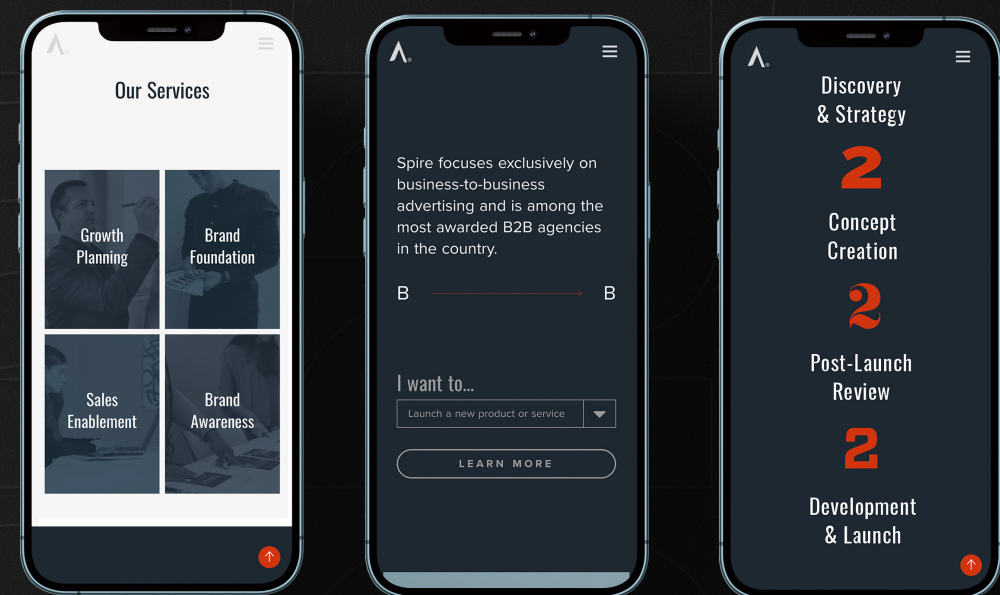 Our Services
Growth
Planning
Brand
Foundation
Sales
Enablement
Brand
Awareness
Spire focuses exclusively on
business-to-business
advertising and is among the
most awarded B2B agencies
in the country.
B B
I want to...
Launch a new product or service
LEARN MORE
Discovery
& Strategy
2
Concept
Creation
2
Post-Launch
Review
2
Development
& Launch